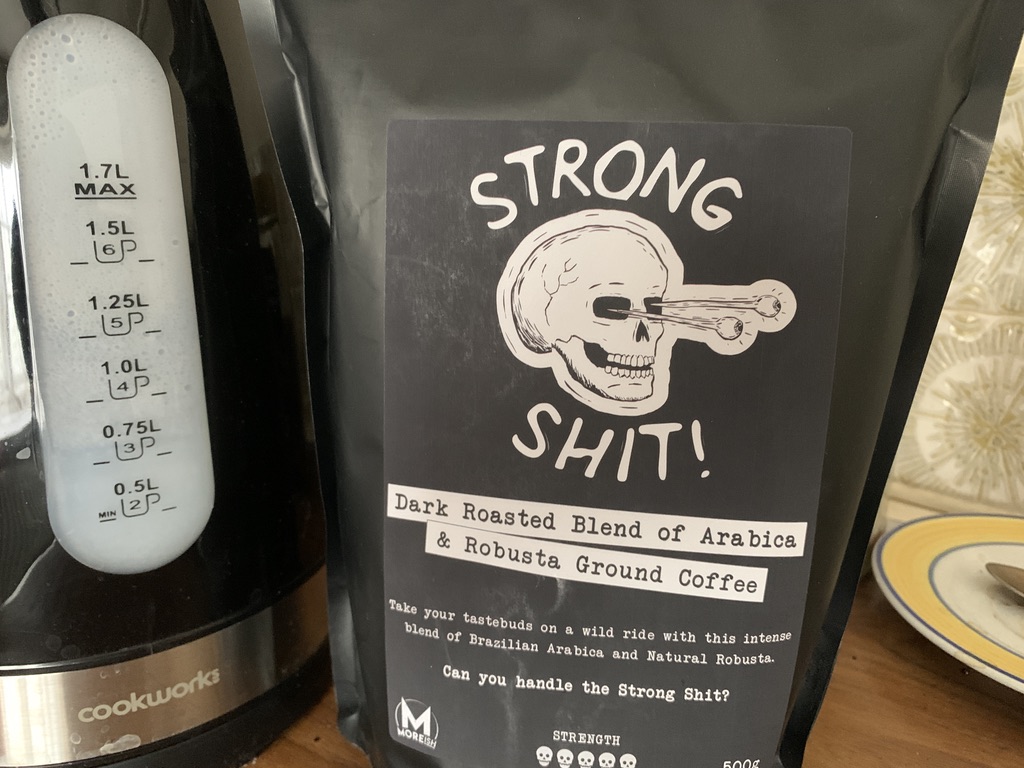 1.7L
MAX
1.5L
6
1.25L
5
1.0L
4
0.75L
3
0.5L
MIN 2
cookworks
STRONG
SHIT!
Dark Roasted Blend of Arabica
& Robusta Ground Coffee
Take your tastebuds on a wild ride with this intense
blend of Brazilian Arabica and Natural Robusta.
Can you handle the Strong Shit?
M
MOREISH
STRENGTH
500g